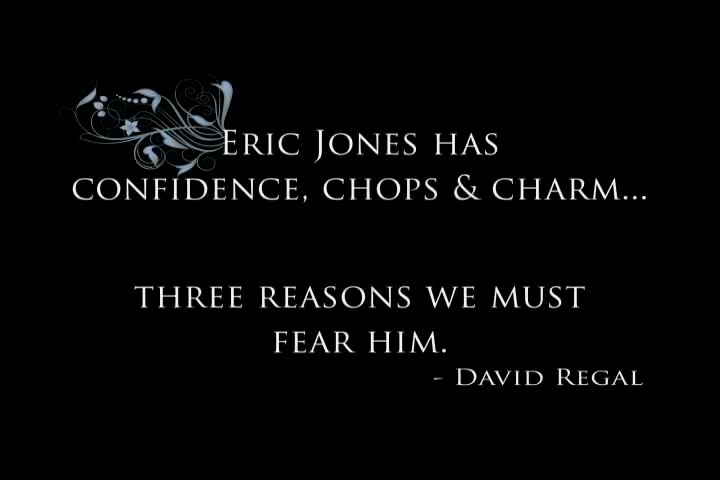 Eric Jones has
confidence, chops & charm...
three reasons we must
fear him.
- David Regal